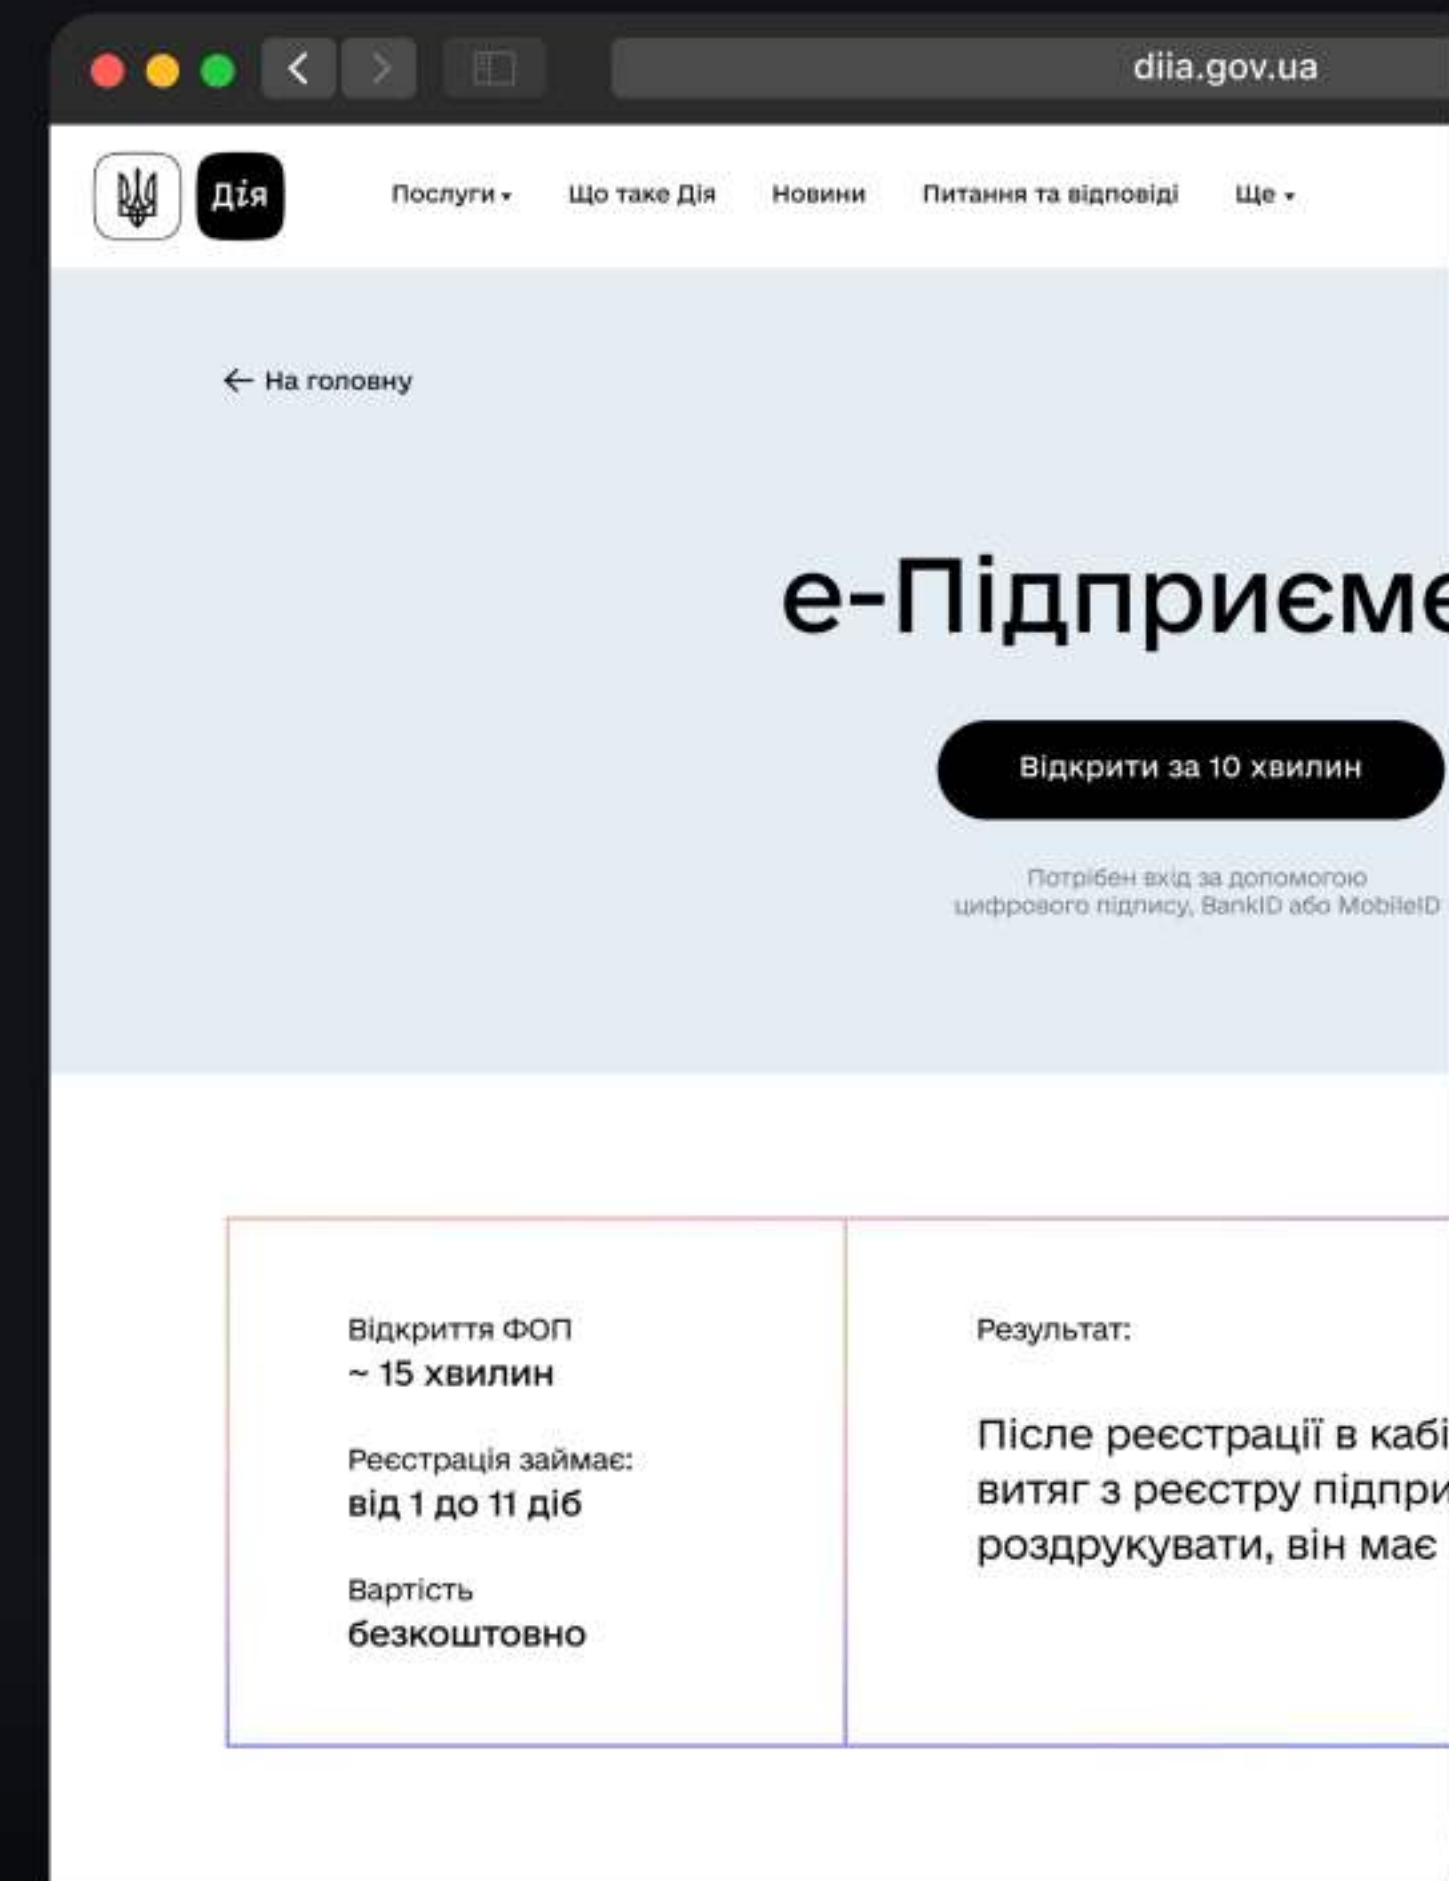 diia.gov.ua
Дія
Послуги Що таке Дія Новини Питання та відповіді Ще
← На головну
е-Підприєме
Відкрити за 10 хвилин
Потрібен вхід за допомогою
цифрового підпису, BankID або MobileID
Відкриття ФОП
~ 15 хвилин
Реєстрація займає:
від 1 до 11 діб
Вартість
безкоштовно
Результат:
Після реєстрації в кабі
витяг з реєстру підпри
роздрукувати, він має